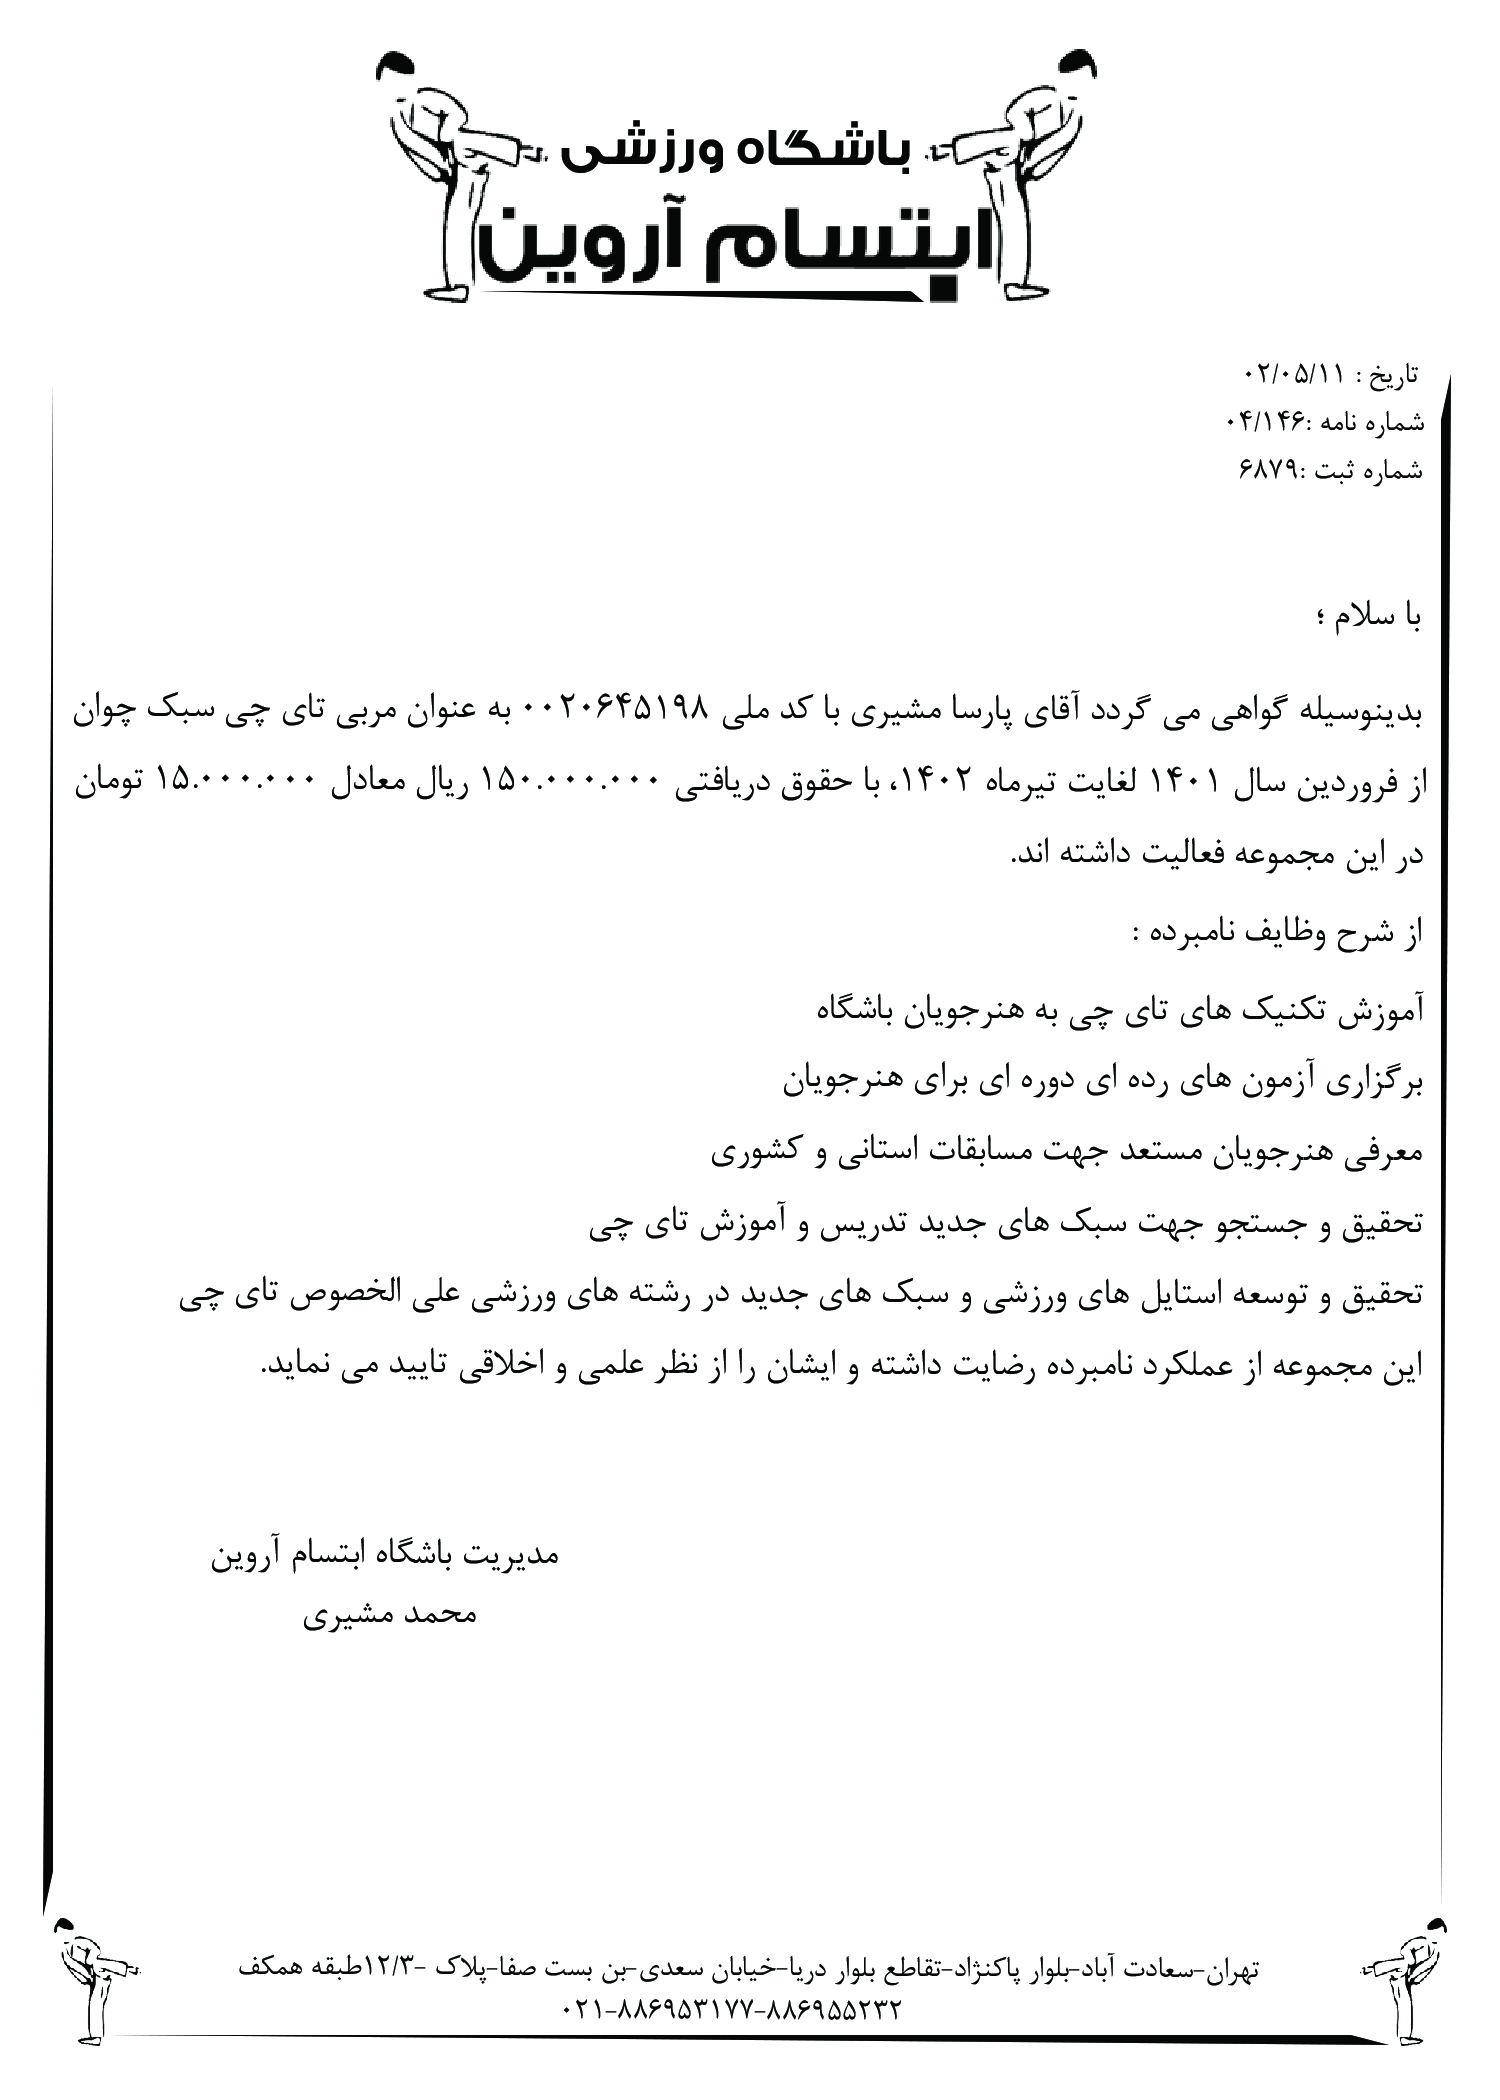 باشگاه ورزشی
ابتسام آروین
تاریخ : ۰۲/۰۵/۱۱
شماره نامه :۰۴/۱۴۶
شماره ثبت :۶۸۷۹
با سلام ؛
بدینوسیله گواهی می گردد آقای پارسا مشیری با کد ملی ۰۰۲۰۶۴۵۱۹۸ به عنوان مربی تای چی سبک چوان
از فروردین سال ۱۴۰۱ لغایت تیرماه ۱۴۰۲، با حقوق دریافتی ۱۵۰.۰۰۰.۰۰۰ ریال معادل ۱۵.۰۰۰.۰۰۰ تومان
در این مجموعه فعالیت داشته اند.
از شرح وظایف نامبرده :
آموزش تکنیک های تای چی به هنرجویان باشگاه
برگزاری آزمون های رده ای دوره ای برای هنرجویان
معرفی هنرجویان مستعد جهت مسابقات استانی و کشوری
تحقیق و جستجو جهت سبک های جدید تدریس و آموزش تای چی
تحقیق و توسعه استایل های ورزشی و سبک های جدید در رشته های ورزشی علی الخصوص تای چی
این مجموعه از عملکرد نامبرده رضایت داشته و ایشان را از نظر علمی و اخلاقی تایید می نماید.
مدیریت باشگاه ابتسام آروین
محمد مشیری
تهران-سعادت آباد-بلوار پاکنژاد-تقاطع بلوار دریا-خیابان سعدی-بن بست صفا-پلاک -۱۲/۳طبقه همکف
۰۲۱-۸۸۶۹۵۳۱۷۷-۸۸۶۹۵۵۲۳۲